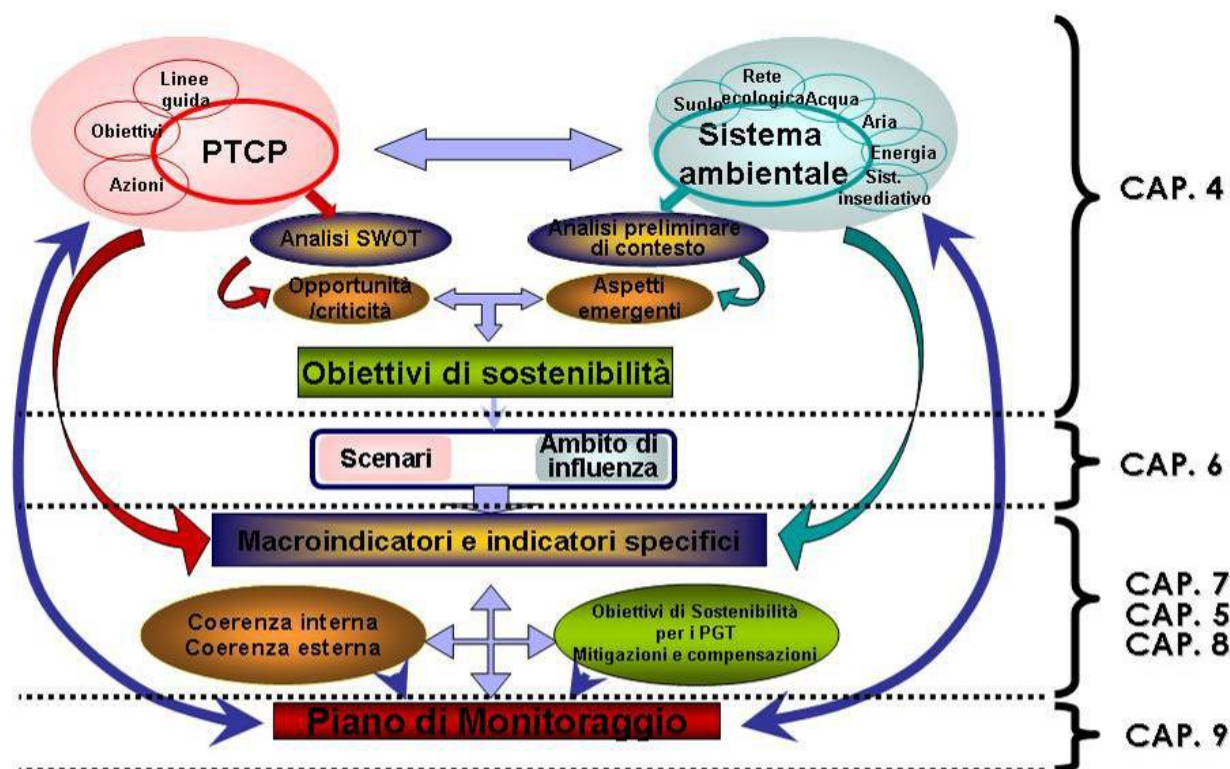 Linee
guida
Obiettivi
PTCP
Azioni
Rete
ecologica
Suolo
Acqua
Aria
Sistema
ambientale
Energia
Sist.
insediativo
CAP. 4
Analisi SWOT
Analisi preliminare
di contesto
Opportunità
/criticità
Aspetti
emergenti
Obiettivi di sostenibilità
Scenari
Ambito di
influenza
CAP. 6
Macroindicatori e indicatori specifici
Coerenza interna
Coerenza esterna
Obiettivi di Sostenibilità
per i PGT
Mitigazioni e compensazioni
CAP. 7
CAP. 5
CAP. 8
Piano di Monitoraggio
CAP. 9